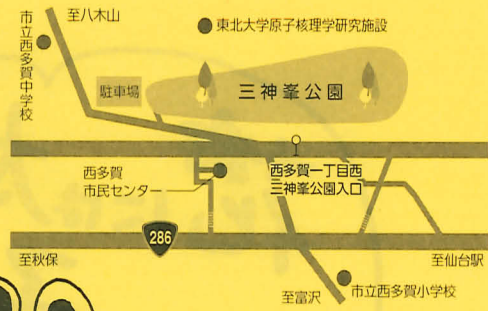 至八木山
市立西多賀中学校
東北大学原子核理学研究施設
駐車場
三神峯公園
西多賀
市民センター
西多賀一丁目西
三神峯公園入口
286
至秋保
至仙台駅
至富沢
市立西多賀小学校